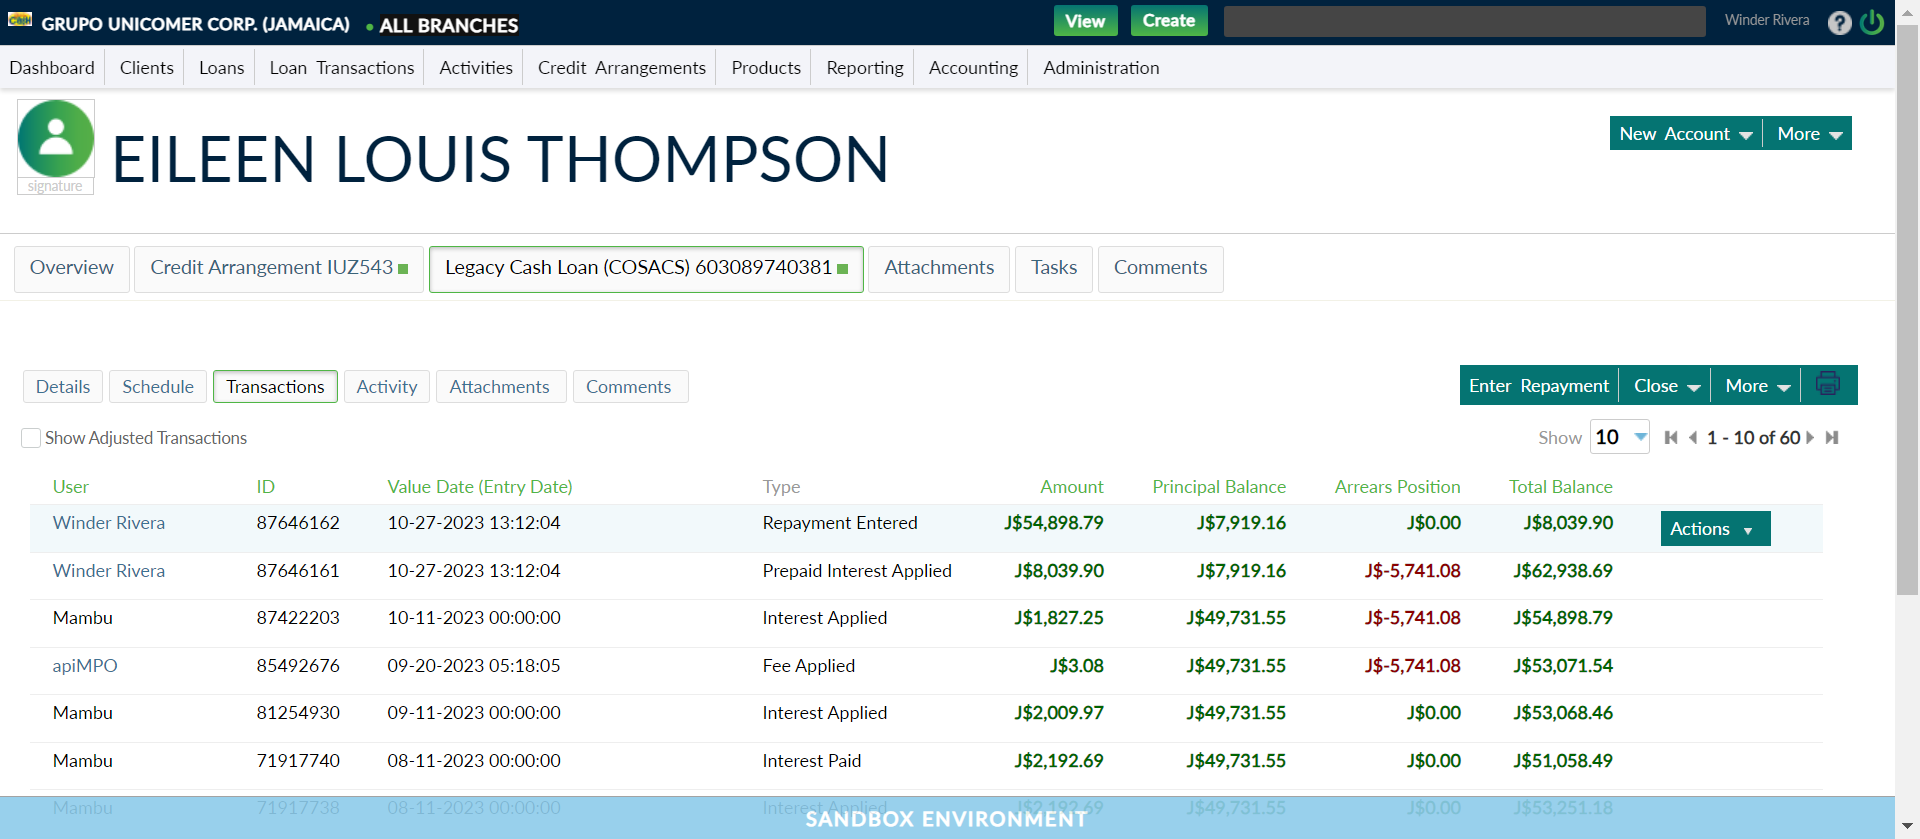 Cash GRUPO UNICOMER CORP. (JAMAICA) • ALL BRANCHES View Create Winder Rivera ?
Dashboard Clients Loans Loan Transactions Activities Credit Arrangements Products Reporting Accounting Administration
EILEEN LOUIS THOMPSON
signature
New Account More
Overview Credit Arrangement IUZ543 Legacy Cash Loan (COSACS) 603089740381 Attachments Tasks Comments
Details Schedule Transactions Activity Attachments Comments Enter Repayment Close More
Show Adjusted Transactions Show 10 1 - 10 of 60
User ID Value Date (Entry Date) Type Amount Principal Balance Arrears Position Total Balance
Winder Rivera 87646162 10-27-2023 13:12:04 Repayment Entered J$54,898.79 J$7,919.16 J$0.00 J$8,039.90 Actions
Winder Rivera 87646161 10-27-2023 13:12:04 Prepaid Interest Applied J$8,039.90 J$7,919.16 J$-5,741.08 J$62,938.69
Mambu 87422203 10-11-2023 00:00:00 Interest Applied J$1,827.25 J$49,731.55 J$-5,741.08 J$54,898.79
apiMPO 85492676 09-20-2023 05:18:05 Fee Applied J$3.08 J$49,731.55 J$-5,741.08 J$53,071.54
Mambu 81254930 09-11-2023 00:00:00 Interest Applied J$2,009.97 J$49,731.55 J$0.00 J$53,068.46
Mambu 71917740 08-11-2023 00:00:00 Interest Paid J$2,192.69 J$49,731.55 J$0.00 J$51,058.49
Mambu 71917738 08-11-2023 00:00:00 Interest Applied J$2,192.69 J$49,731.55 J$0.00 J$53,251.18
SANDBOX ENVIRONMENT